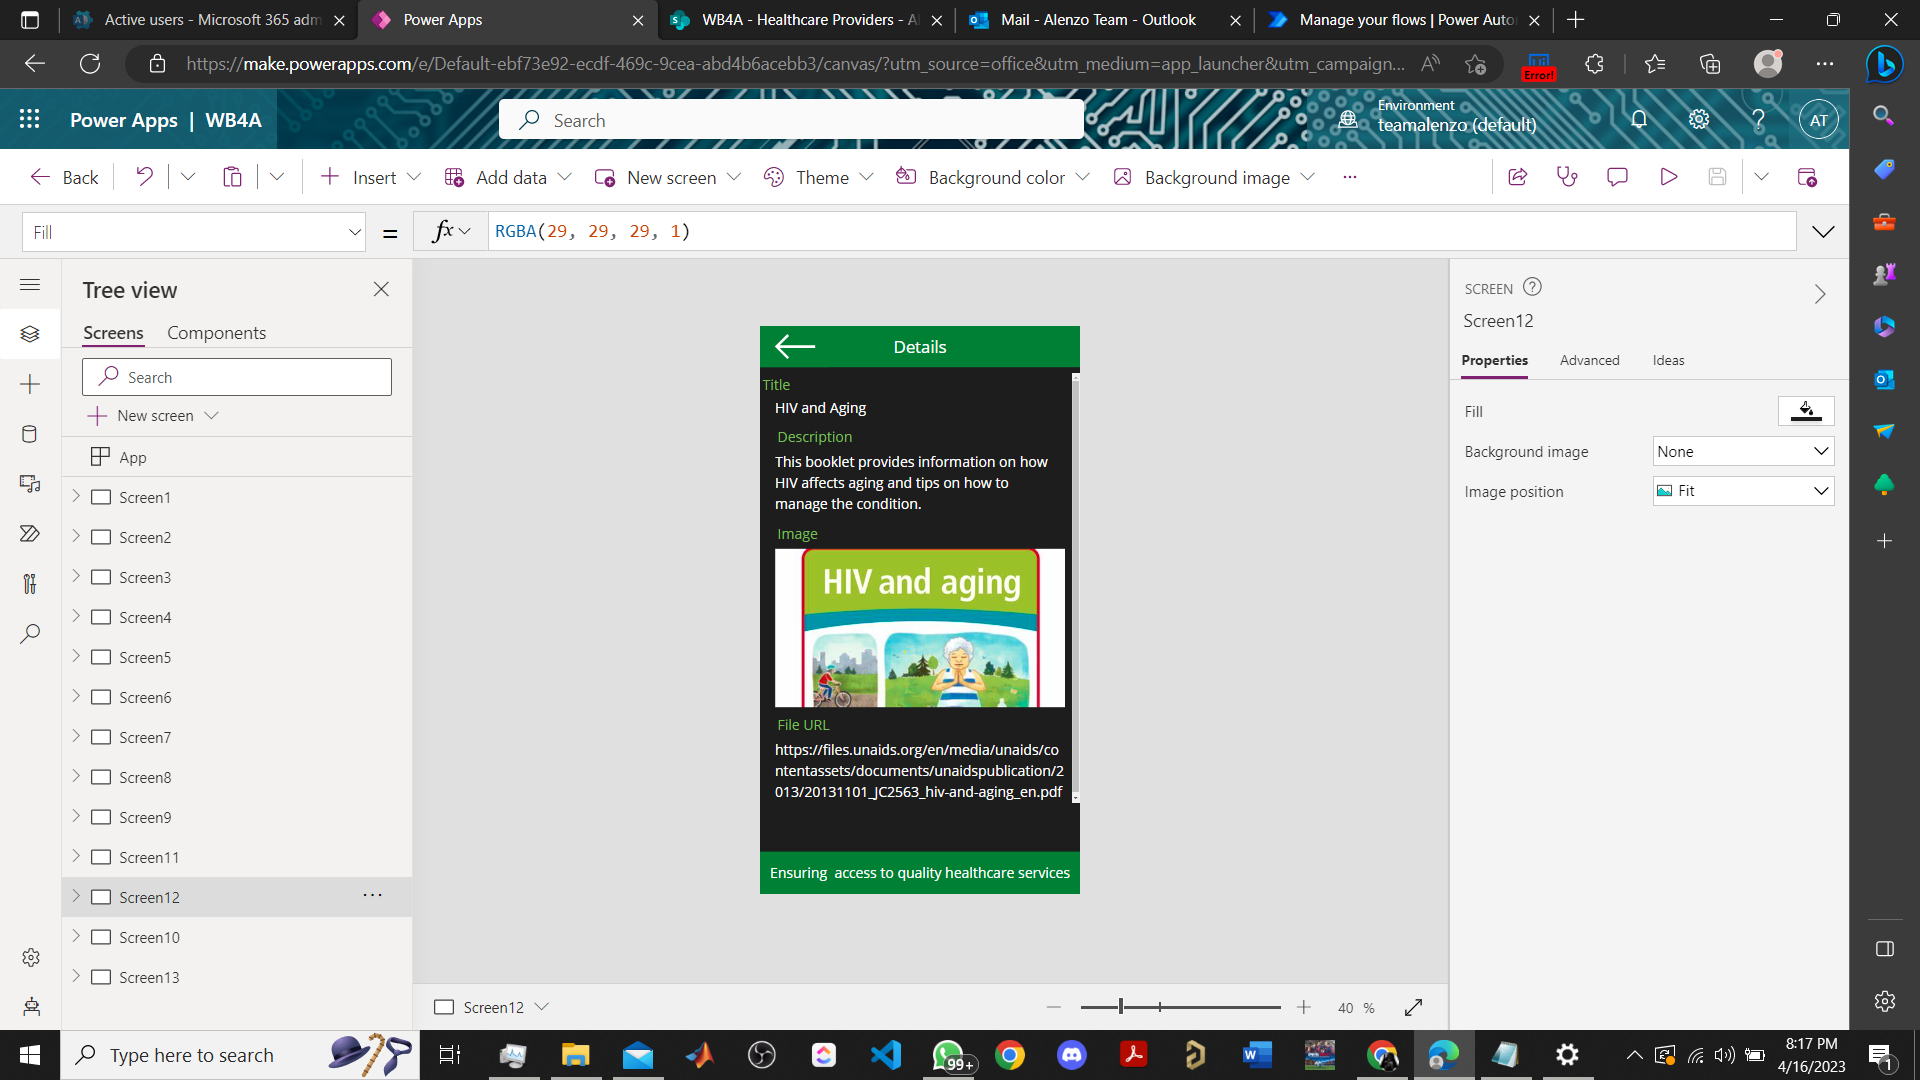 Active users - Microsoft 365 adm
Power Apps
WB4A - Healthcare Providers - A
Mail - Alenzo Team - Outlook
Manage your flows | Power Auto
https://make.powerapps.com/e/Default-ebf73e92-ecdf-469c-9cea-abd4b6acebb3/canvas/?utm_source=office&utm_medium=app_launcher&utm_campaign...
Error!
Power Apps | WB4A
Search
Environment
teamalenzo (default)
AT
Back
Insert
Add data
New screen
Theme
Background color
Background image
Fill
=
fx
RGBA(29, 29, 29, 1)
Tree view
Screens
Components
Search
New screen
App
Screen1
Screen2
Screen3
Screen4
Screen5
Screen6
Screen7
Screen8
Screen9
Screen11
Screen12
Screen10
Screen13
Details
Title
HIV and Aging
Description
This booklet provides information on how
HIV affects aging and tips on how to
manage the condition.
Image
HIV and aging
File URL
https://files.unaids.org/en/media/unaids/co
ntentassets/documents/unaidspublication/2
013/20131101_JC2563_hiv-and-aging_en.pdf
Ensuring access to quality healthcare services
Screen12
40 %
SCREEN
Screen12
Properties
Advanced
Ideas
Fill
Background image
None
Image position
Fit
Type here to search
99+
8:17 PM
4/16/2023
1